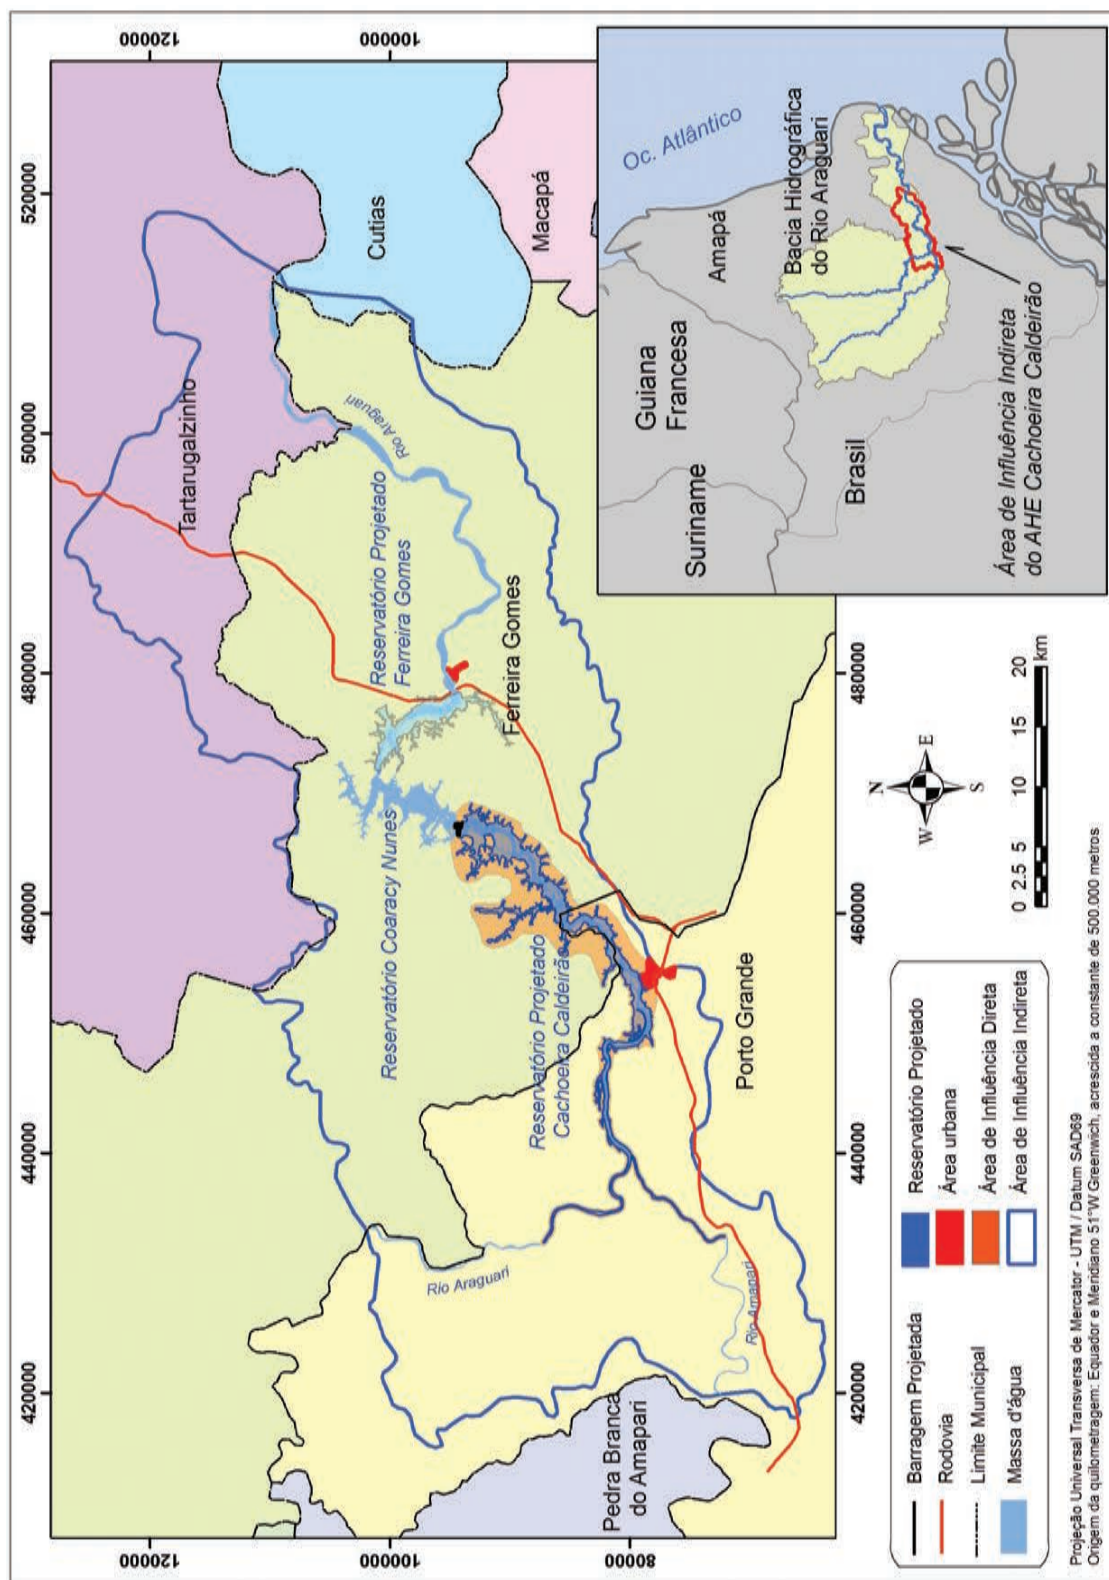 420000
440000
460000
480000
500000
520000
120000
100000
80000
120000
100000
Tartarugalzinho
Cutias
Macapá
Rio Araguari
Reservatório Projetado
Ferreira Gomes
Ferreira Gomes
Reservatório Coaracy Nunes
Reservatório Projetado
Cachoeira Caldeirão
Porto Grande
Rio Araguari
Rio Amapari
Pedra Branca
do Amapari
420000
440000
460000
480000
Suriname
Guiana
Francesa
Amapá
Oc. Atlântico
Bacia Hidrográfica
do Rio Araguari
Brasil
Área de Influência Indireta
do AHE Cachoeira Caldeirão
N
W
E
S
0 2.5 5 10 15 20
km
Barragem Projetada
Rodovia
Limite Municipal
Massa d'água
Reservatório Projetado
Área urbana
Área de Influência Direta
Área de Influência Indireta
Projeção Universal Transversa de Mercator - UTM / Datum SAD69
Origem da quilometragem: Equador e Meridiano 51°W Greenwich, acrescida a constante de 500.000 metros